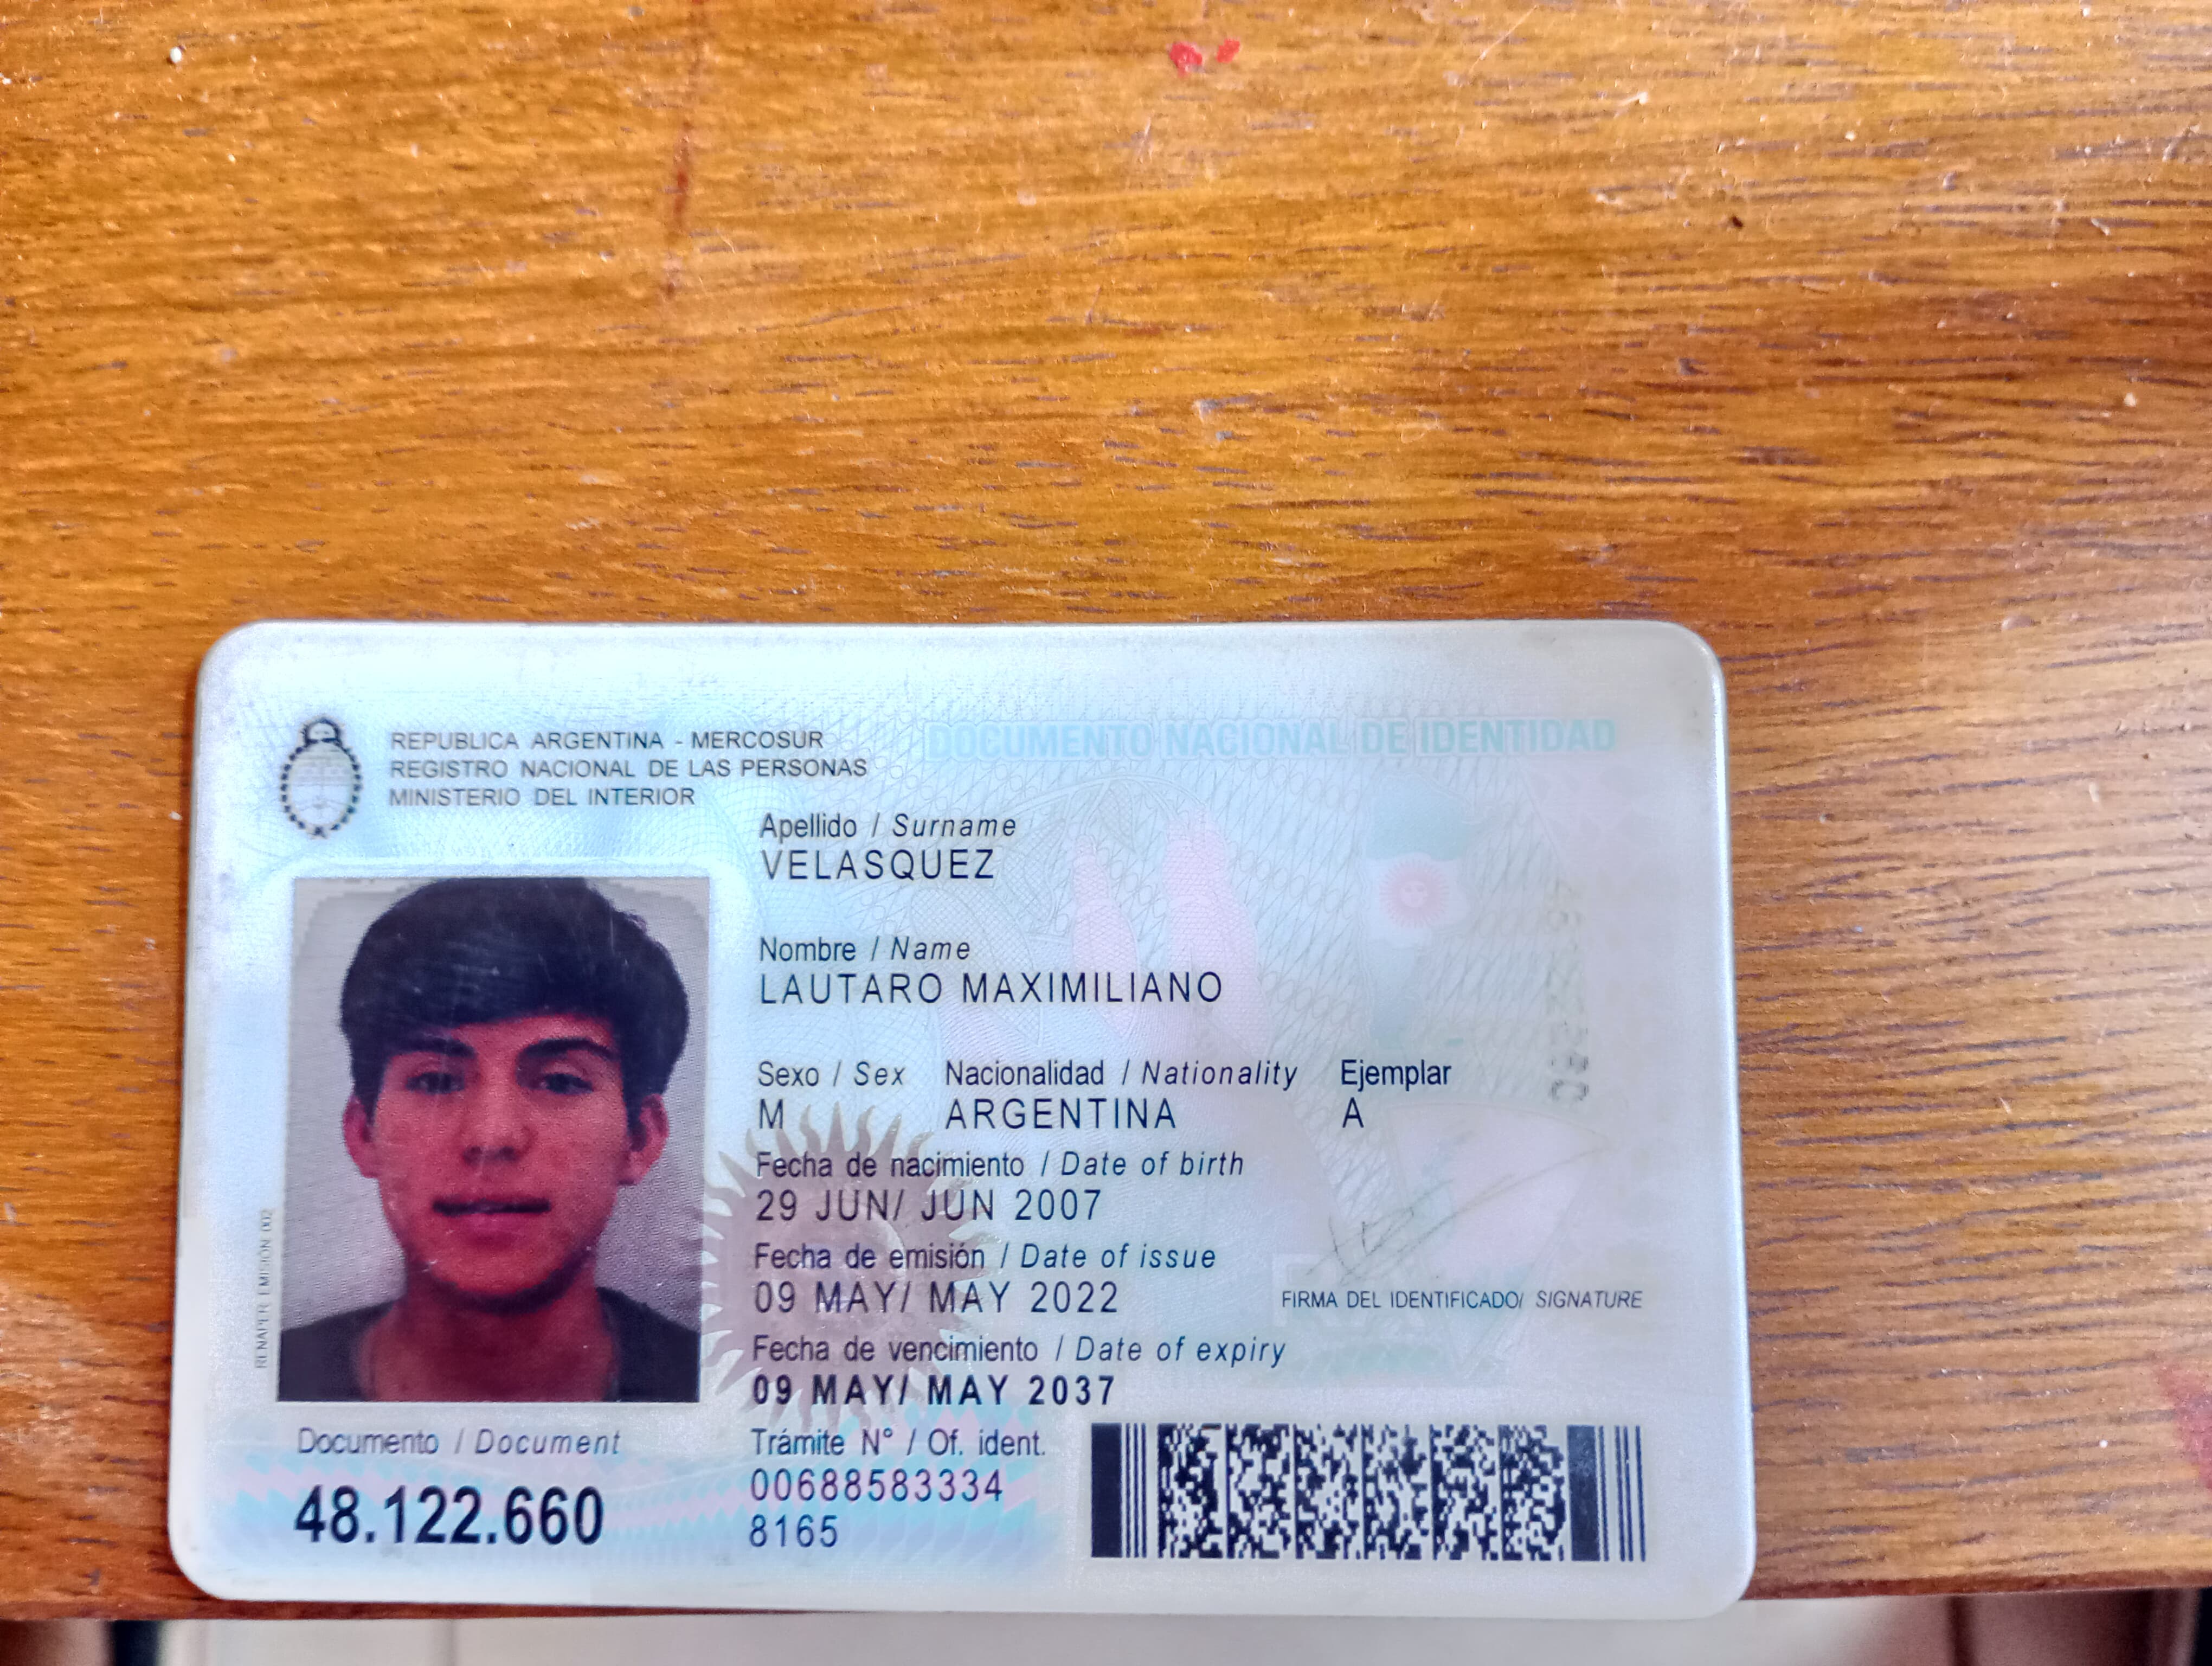 REPUBLICA ARGENTINA - MERCOSUR
REGISTRO NACIONAL DE LAS PERSONAS
MINISTERIO DEL INTERIOR
DOCUMENTO NACIONAL DE IDENTIDAD
Apellido / Surname
VELASQUEZ
Nombre / Name
LAUTARO MAXIMILIANO
Sexo / Sex Nacionalidad / Nationality Ejemplar
M ARGENTINA A
Fecha de nacimiento / Date of birth
29 JUN/ JUN 2007
Fecha de emisión / Date of issue
09 MAY/ MAY 2022
FIRMA DEL IDENTIFICADO/ SIGNATURE
Fecha de vencimiento / Date of expiry
09 MAY/ MAY 2037
Documento / Document
48.122.660
Trámite N° / Of. ident.
00688583334
8165
RENAPER EMISIÓN 002